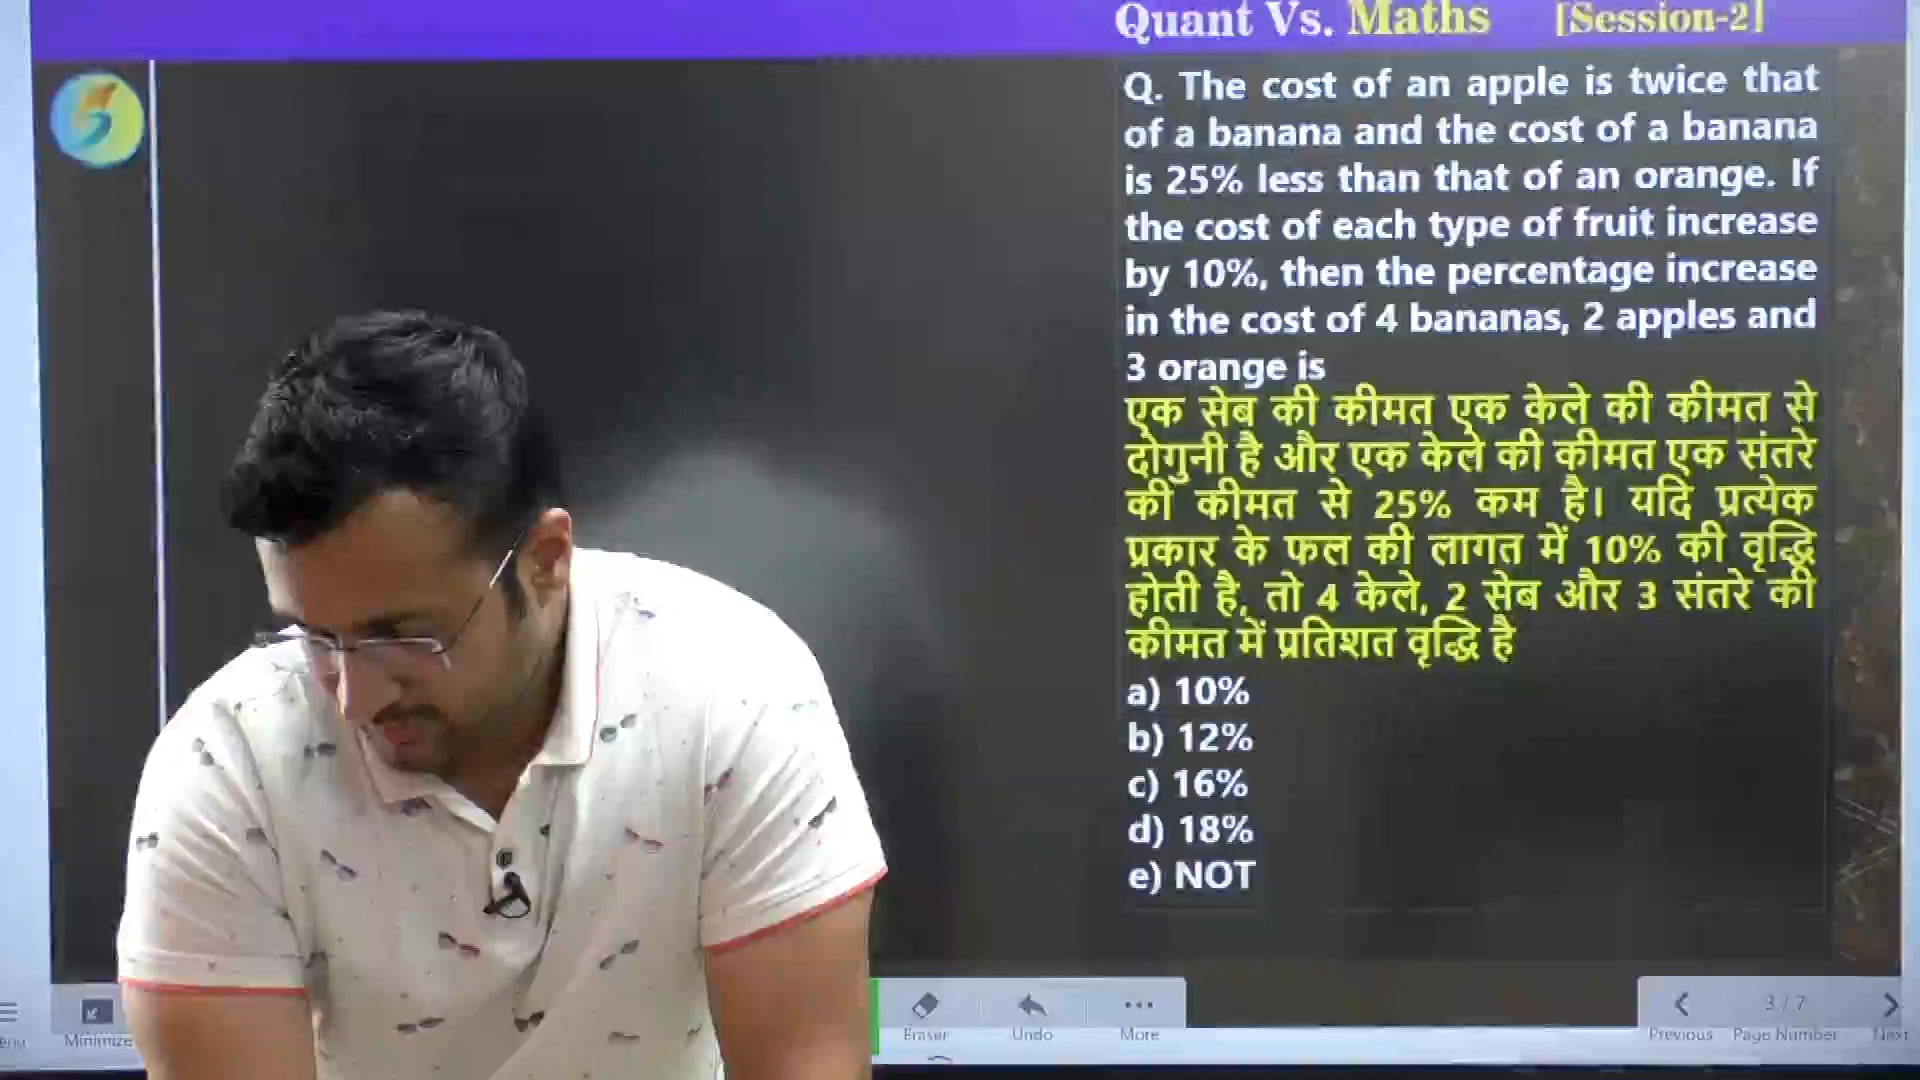 Quant Vs. Maths [Session-2]
Q. The cost of an apple is twice that
of a banana and the cost of a banana
is 25% less than that of an orange. If
the cost of each type of fruit increase
by 10%, then the percentage increase
in the cost of 4 bananas, 2 apples and
3 orange is
एक सेब की कीमत एक केले की कीमत से
दोगुनी है और एक केले की कीमत एक संतरे
की कीमत से 25% कम है। यदि प्रत्येक
प्रकार के फल की लागत में 10% की वृद्धि
होती है, तो 4 केले, 2 सेब और 3 संतरे की
कीमत में प्रतिशत वृद्धि है
a) 10%
b) 12%
c) 16%
d) 18%
e) NOT
Minimize Eraser Undo More
3 / 7
Previous Page Number Next